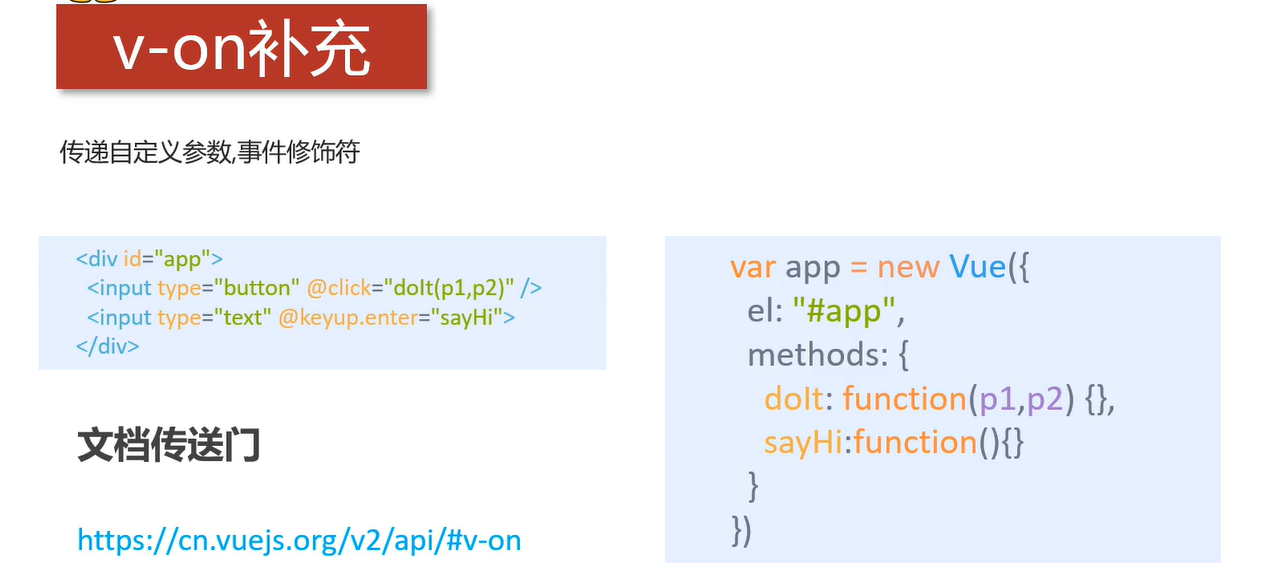 v-on补充
传递自定义参数,事件修饰符
<div id="app">
<input type="button" @click="doIt(p1,p2)" />
<input type="text" @keyup.enter="sayHi">
</div>
文档传送门
https://cn.vuejs.org/v2/api/#v-on
var app = new Vue({
el: "#app",
methods: {
doIt: function(p1,p2) {},
sayHi:function(){}
}
})